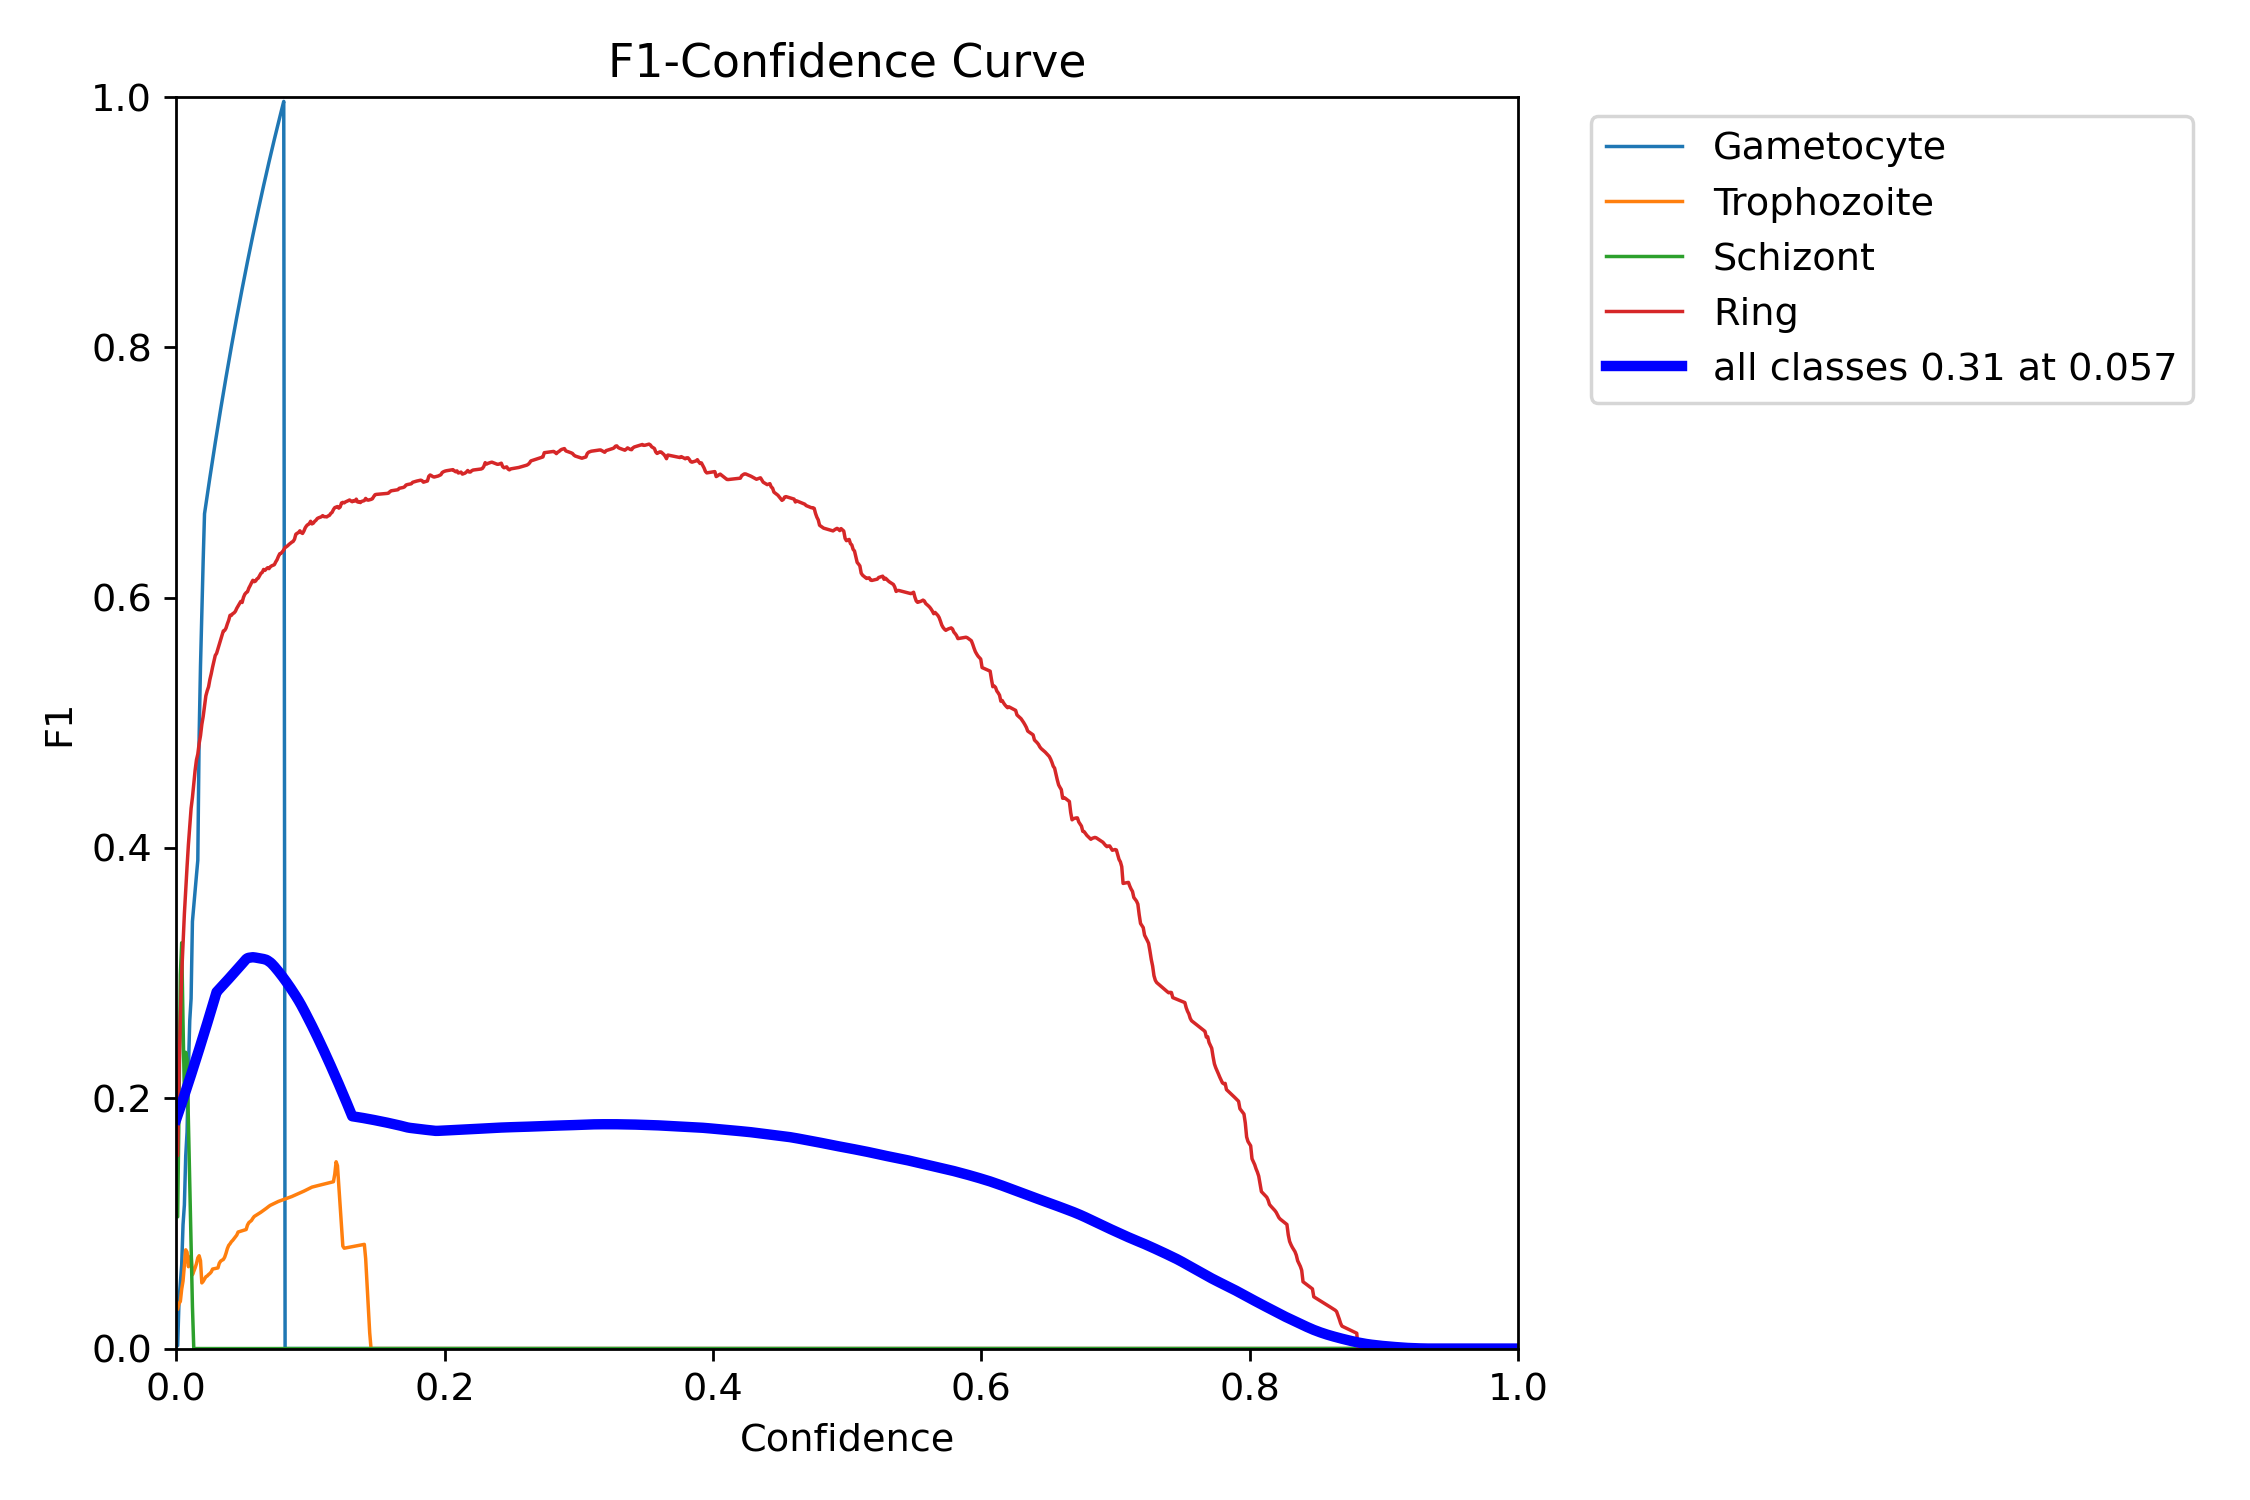 F1-Confidence Curve
1.0
0.8
0.6
0.4
0.2
0.0
F1
0.0 0.2 0.4 0.6 0.8 1.0
Confidence
Gametocyte
Trophozoite
Schizont
Ring
all classes 0.31 at 0.057